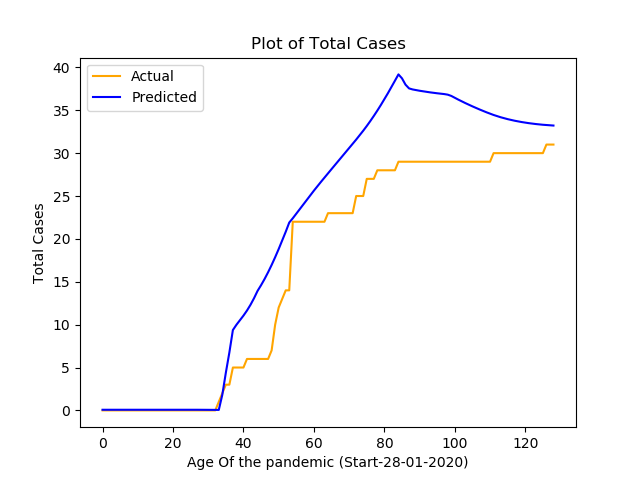 Plot of Total Cases
Actual
Predicted
40
35
30
25
20
15
10
5
0
Total Cases
0 20 40 60 80 100 120
Age Of the pandemic (Start-28-01-2020)